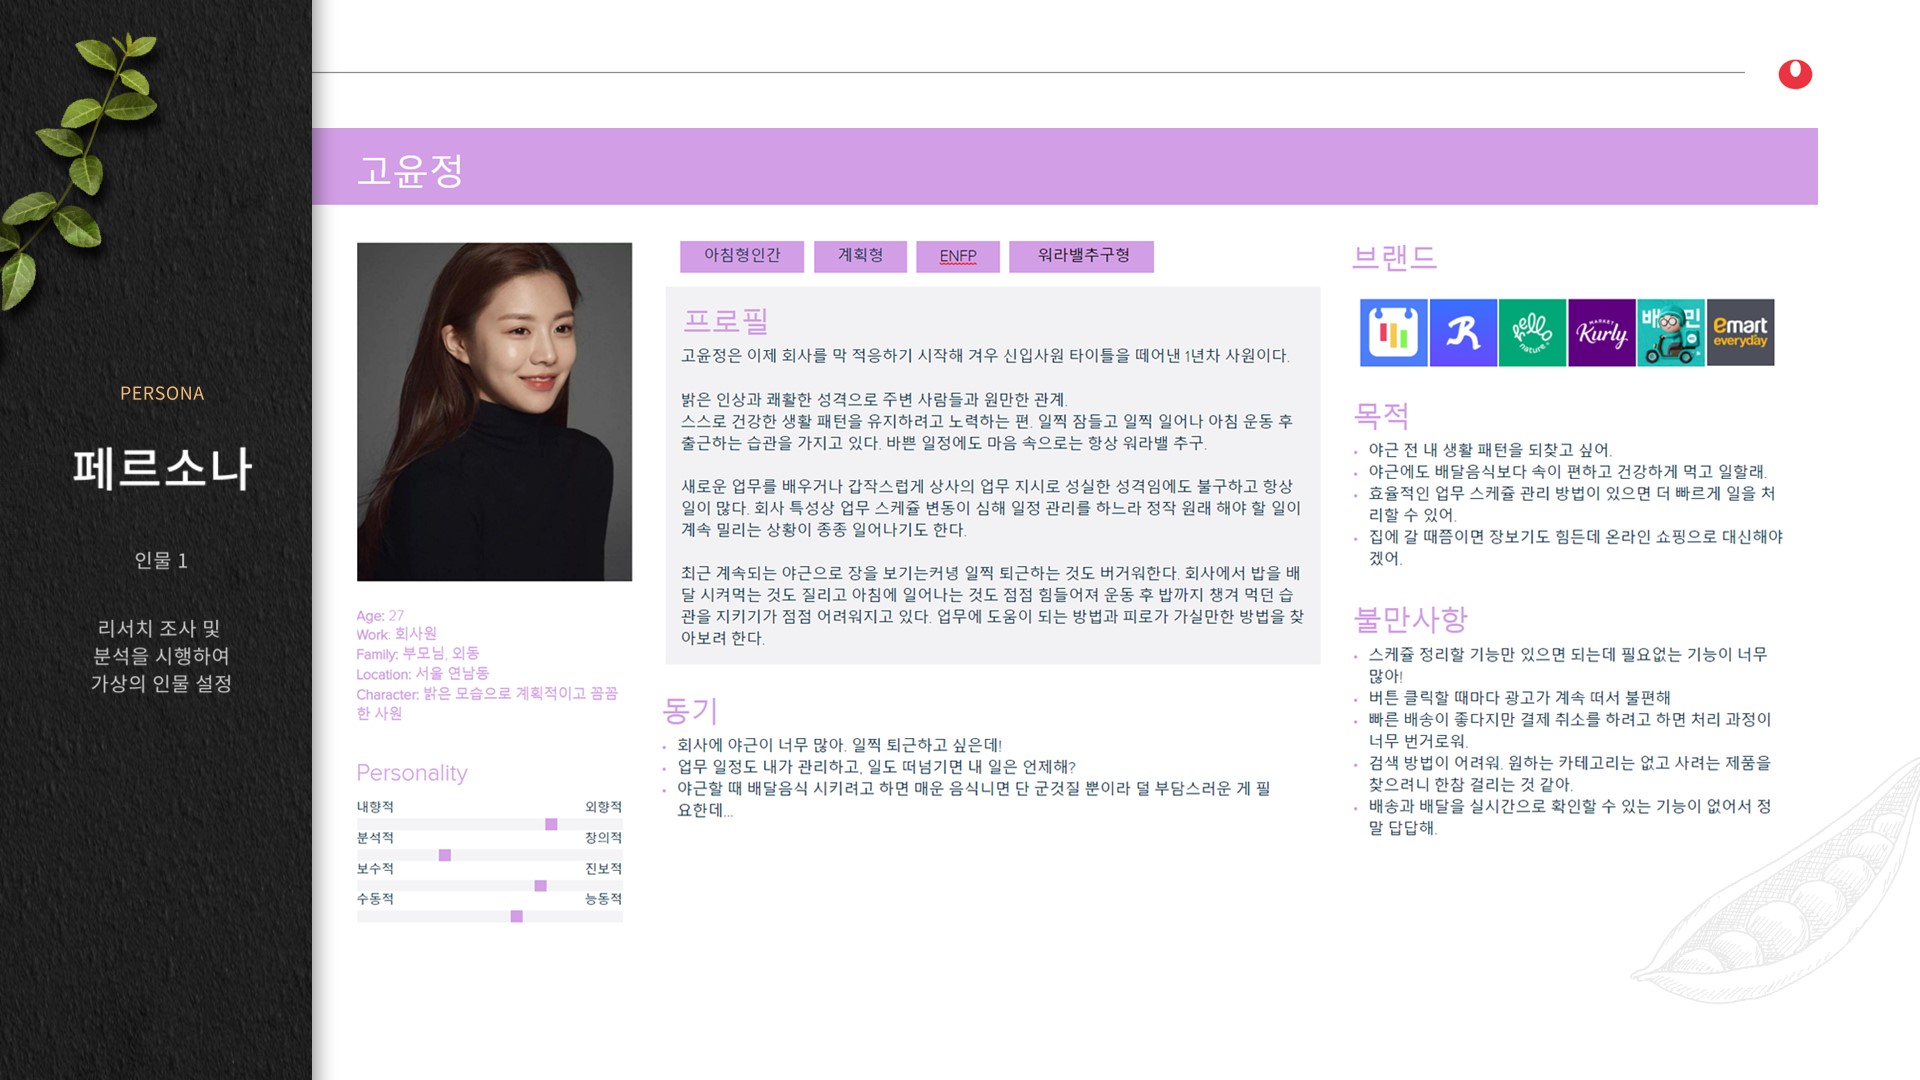 PERSONA
페르소나
인물 1
리서치 조사 및
분석을 시행하여
가상의 인물 설정
고윤정
Age: 27
Work: 회사원
Family: 부모님, 외동
Location: 서울 연남동
Character: 밝은 모습으로 계획적이고 꼼꼼
한 사원
Personality
내향적 외향적
분석적 창의적
보수적 진보적
수동적 능동적
아침형인간 계획형 ENFP 워라밸추구형
프로필
고윤정은 이제 회사를 막 적응하기 시작해 겨우 신입사원 타이틀을 떼어낸 1년차 사원이다.
밝은 인상과 쾌활한 성격으로 주변 사람들과 원만한 관계.
스스로 건강한 생활 패턴을 유지하려고 노력하는 편. 일찍 잠들고 일찍 일어나 아침 운동 후
출근하는 습관을 가지고 있다. 바쁜 일정에도 마음 속으로는 항상 워라밸 추구.
새로운 업무를 배우거나 갑작스럽게 상사의 업무 지시로 성실한 성격임에도 불구하고 항상
일이 많다. 회사 특성상 업무 스케쥴 변동이 심해 일정 관리를 하느라 정작 원래 해야 할 일이
계속 밀리는 상황이 종종 일어나기도 한다.
최근 계속되는 야근으로 장을 보기는커녕 일찍 퇴근하는 것도 버거워한다. 회사에서 밥을 배
달 시켜먹는 것도 질리고 아침에 일어나는 것도 점점 힘들어져 운동 후 밥까지 챙겨 먹던 습
관을 지키기가 점점 어려워지고 있다. 업무에 도움이 되는 방법과 피로가 가실만한 방법을 찾
아보려 한다.
동기
• 회사에 야근이 너무 많아. 일찍 퇴근하고 싶은데!
• 업무 일정도 내가 관리하고, 일도 떠넘기면 내 일은 언제해?
• 야근할 때 배달음식 시키려고 하면 매운 음식니면 단 군것질 뿐이라 덜 부담스러운 게 필
요한데...
브랜드
R
hello nature
MARKET Kurly
배민
emart everyday
목적
• 야근 전 내 생활 패턴을 되찾고 싶어.
• 야근에도 배달음식보다 속이 편하고 건강하게 먹고 일할래.
• 효율적인 업무 스케쥴 관리 방법이 있으면 더 빠르게 일을 처
리할 수 있어.
• 집에 갈 때쯤이면 장보기도 힘든데 온라인 쇼핑으로 대신해야
겠어.
불만사항
• 스케쥴 정리할 기능만 있으면 되는데 필요없는 기능이 너무
많아!
• 버튼 클릭할 때마다 광고가 계속 떠서 불편해
• 빠른 배송이 좋다지만 결제 취소를 하려고 하면 처리 과정이
너무 번거로워.
• 검색 방법이 어려워. 원하는 카테고리는 없고 사려는 제품을
찾으려니 한참 걸리는 것 같아.
• 배송과 배달을 실시간으로 확인할 수 있는 기능이 없어서 정
말 답답해.